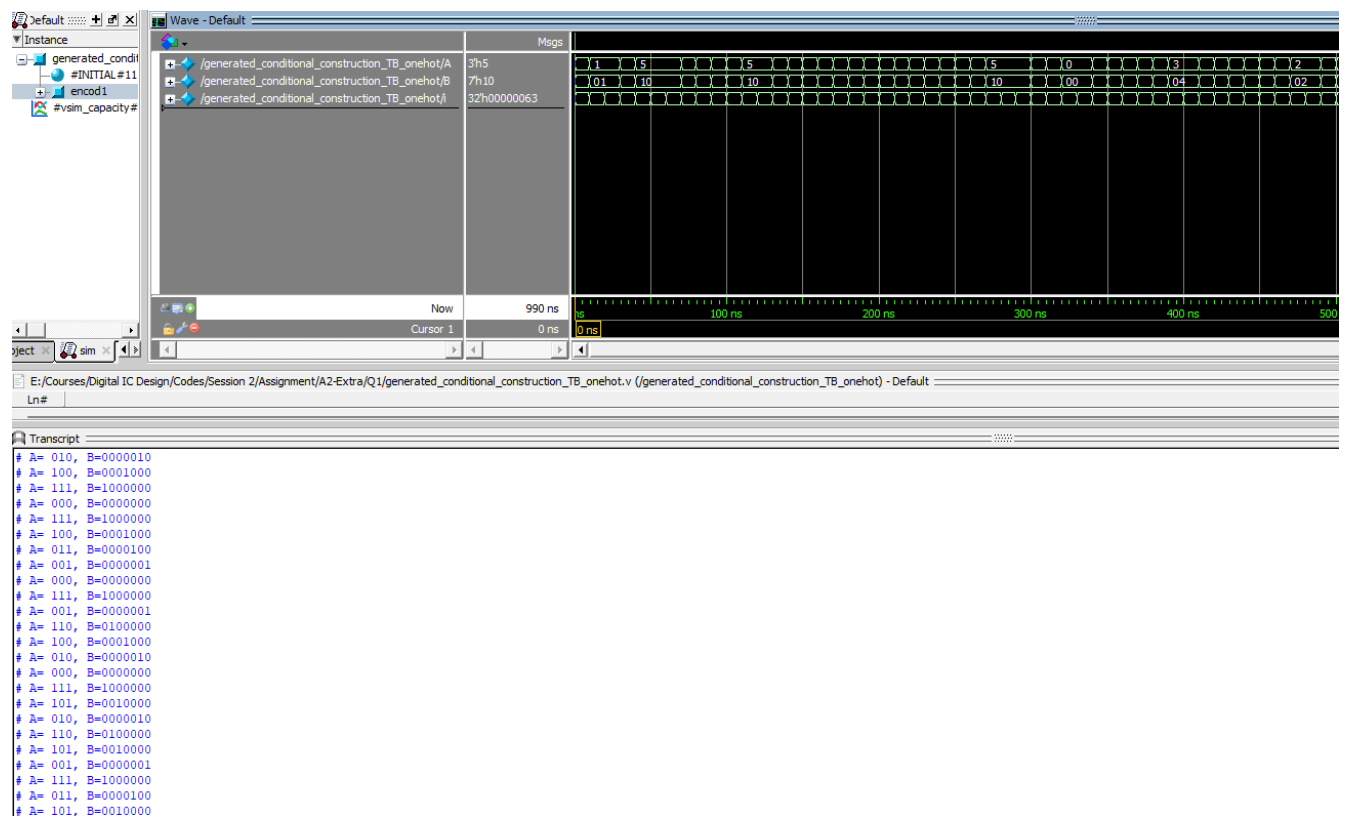 Default
Wave - Default
Instance
Msgs
generated_condit
#INITIAL#11
encod1
#vsim_capacity#
/generated_conditional_construction_TB_onehot/A 3'h5 1 5 5 5 0 3 2
/generated_conditional_construction_TB_onehot/B 7'h10 01 10 10 10 00 04 02
/generated_conditional_construction_TB_onehot/i 32'h00000063
Now 990 ns
ns 100 ns 200 ns 300 ns 400 ns 500
Cursor 1 0 ns 0 ns
oject sim
E:/Courses/Digital IC Design/Codes/Session 2/Assignment/A2-Extra/Q1/generated_conditional_construction_TB_onehot.v (/generated_conditional_construction_TB_onehot) - Default
Ln#
Transcript
# A= 010, B=0000010
# A= 100, B=0001000
# A= 111, B=1000000
# A= 000, B=0000000
# A= 111, B=1000000
# A= 100, B=0001000
# A= 011, B=0000100
# A= 001, B=0000001
# A= 000, B=0000000
# A= 111, B=1000000
# A= 001, B=0000001
# A= 110, B=0100000
# A= 100, B=0001000
# A= 010, B=0000010
# A= 000, B=0000000
# A= 111, B=1000000
# A= 101, B=0010000
# A= 010, B=0000010
# A= 110, B=0100000
# A= 101, B=0010000
# A= 001, B=0000001
# A= 111, B=1000000
# A= 011, B=0000100
# A= 101, B=0010000